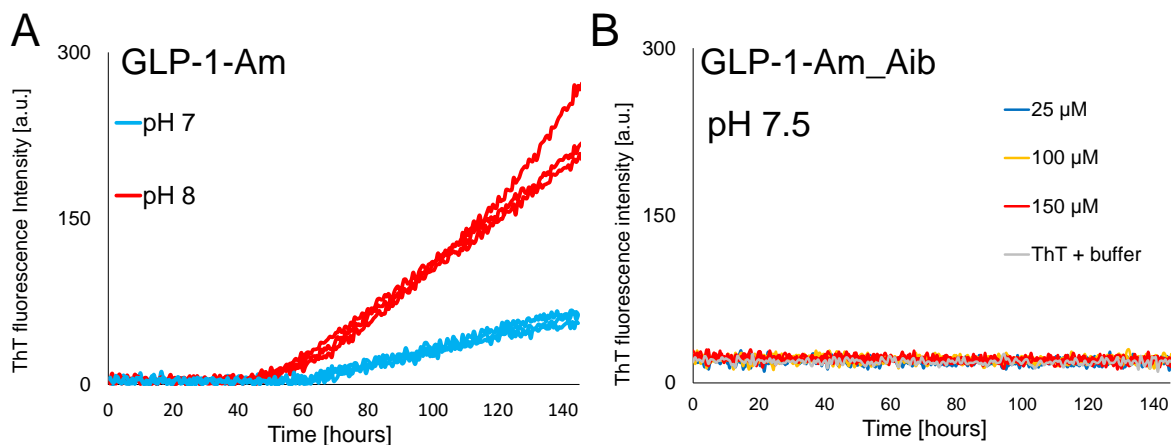 A
GLP-1-Am
pH 7
pH 8
ThT fluorescence Intensity [a.u.]
300
150
0
0 20 40 60 80 100 120 140
Time [hours]
B
GLP-1-Am_Aib
pH 7.5
25 µM
100 µM
150 µM
ThT + buffer
ThT fluorescence intensity [a.u.]
300
150
0
0 20 40 60 80 100 120 140
Time [hours]